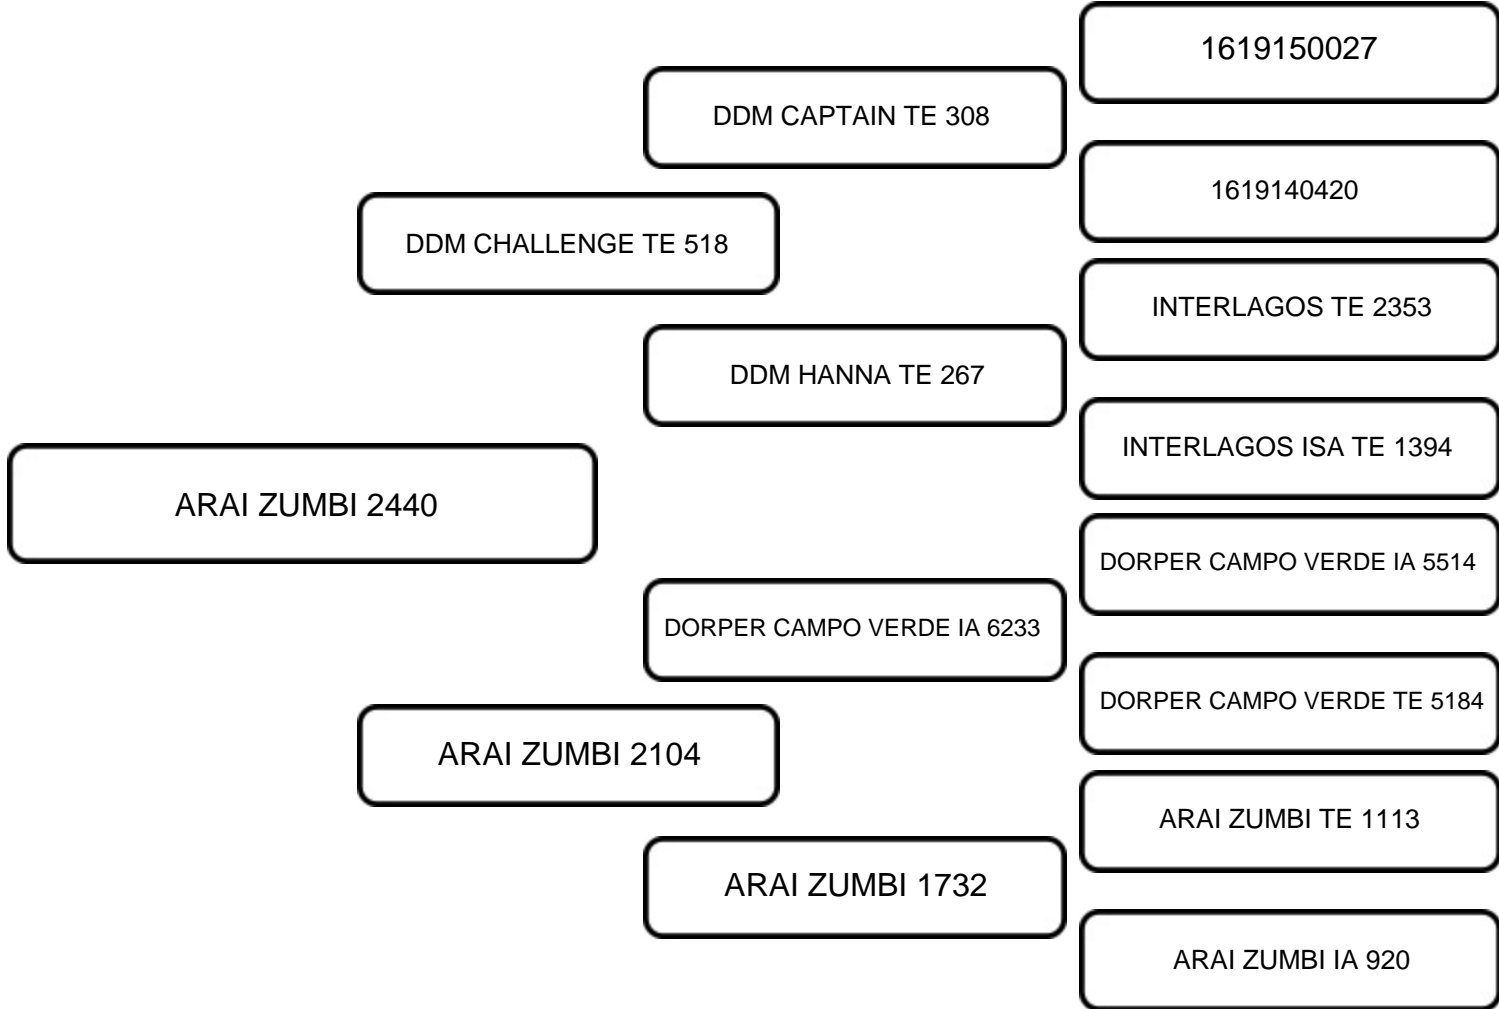 1619150027
DDM CAPTAIN TE 308
1619140420
DDM CHALLENGE TE 518
INTERLAGOS TE 2353
DDM HANNA TE 267
INTERLAGOS ISA TE 1394
ARAI ZUMBI 2440
DORPER CAMPO VERDE IA 5514
DORPER CAMPO VERDE IA 6233
DORPER CAMPO VERDE TE 5184
ARAI ZUMBI 2104
ARAI ZUMBI TE 1113
ARAI ZUMBI 1732
ARAI ZUMBI IA 920